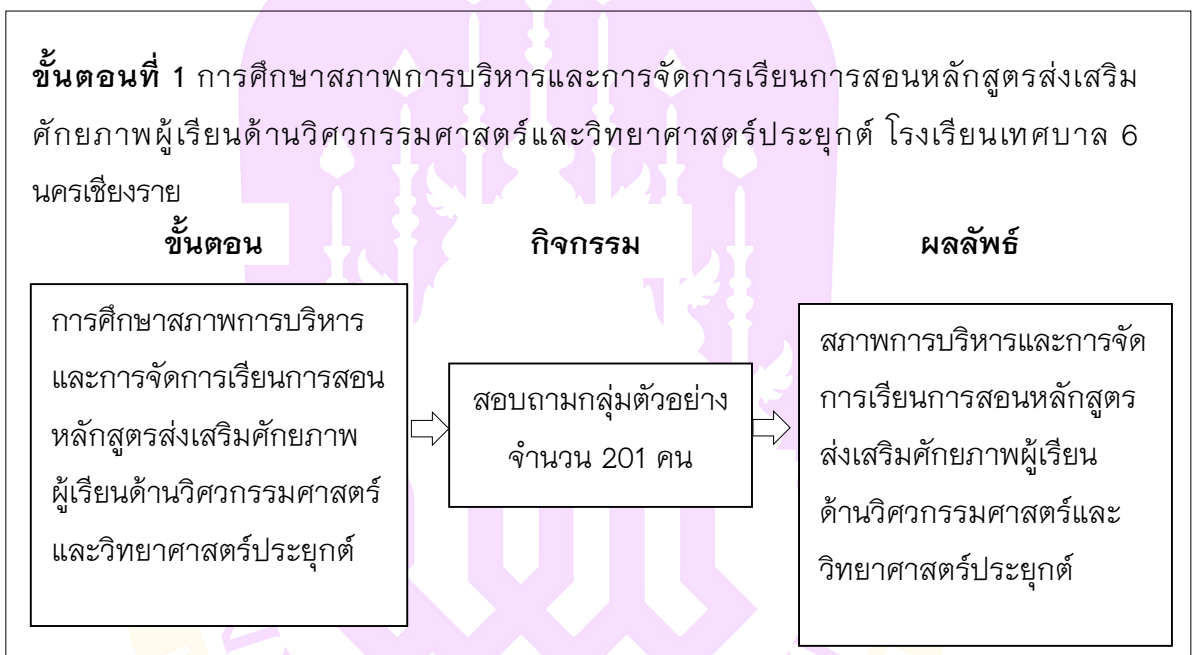 ขั้นตอนที่ 1 การศึกษาสภาพการบริหารและการจัดการเรียนการสอนหลักสูตรส่งเสริม
ศักยภาพผู้เรียนด้านวิศวกรรมศาสตร์และวิทยาศาสตร์ประยุกต์ โรงเรียนเทศบาล 6
นครเชียงราย
ขั้นตอน กิจกรรม ผลลัพธ์
การศึกษาสภาพการบริหาร
และการจัดการเรียนการสอน
หลักสูตรส่งเสริมศักยภาพ
ผู้เรียนด้านวิศวกรรมศาสตร์
และวิทยาศาสตร์ประยุกต์
สอบถามกลุ่มตัวอย่าง
จำนวน 201 คน
สภาพการบริหารและการจัด
การเรียนการสอนหลักสูตร
ส่งเสริมศักยภาพผู้เรียน
ด้านวิศวกรรมศาสตร์และ
วิทยาศาสตร์ประยุกต์